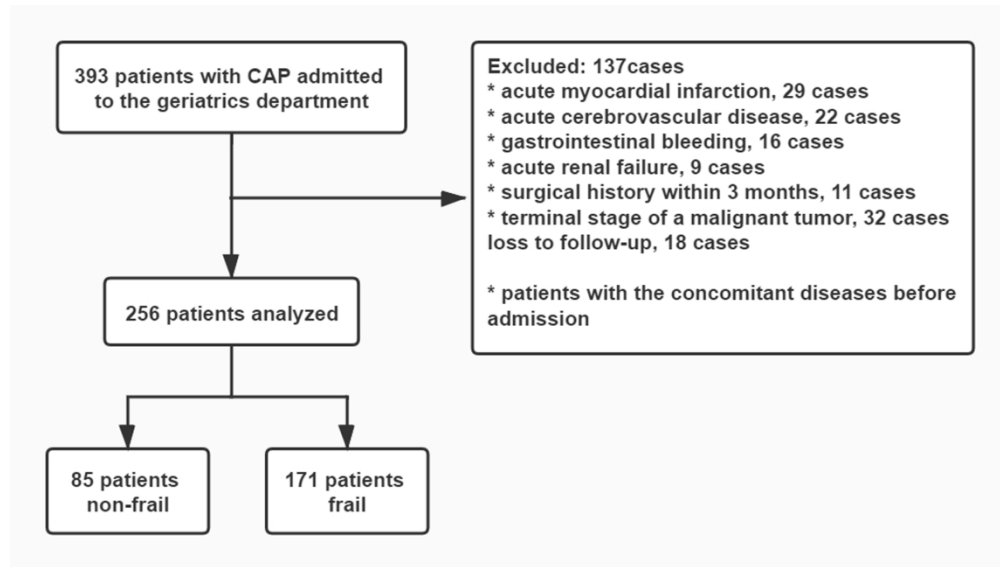 393 patients with CAP admitted
to the geriatrics department
Excluded: 137cases
* acute myocardial infarction, 29 cases
* acute cerebrovascular disease, 22 cases
* gastrointestinal bleeding, 16 cases
* acute renal failure, 9 cases
* surgical history within 3 months, 11 cases
* terminal stage of a malignant tumor, 32 cases
loss to follow-up, 18 cases
* patients with the concomitant diseases before
admission
256 patients analyzed
85 patients
non-frail
171 patients
frail